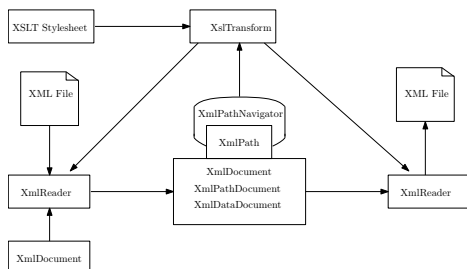 XSLT Stylesheet
XslTransform
XML File
XML File
XmlPathNavigator
XmlPath
XmlDocument
XmlPathDocument
XmlDataDocument
XmlReader
XmlReader
XmlDocument